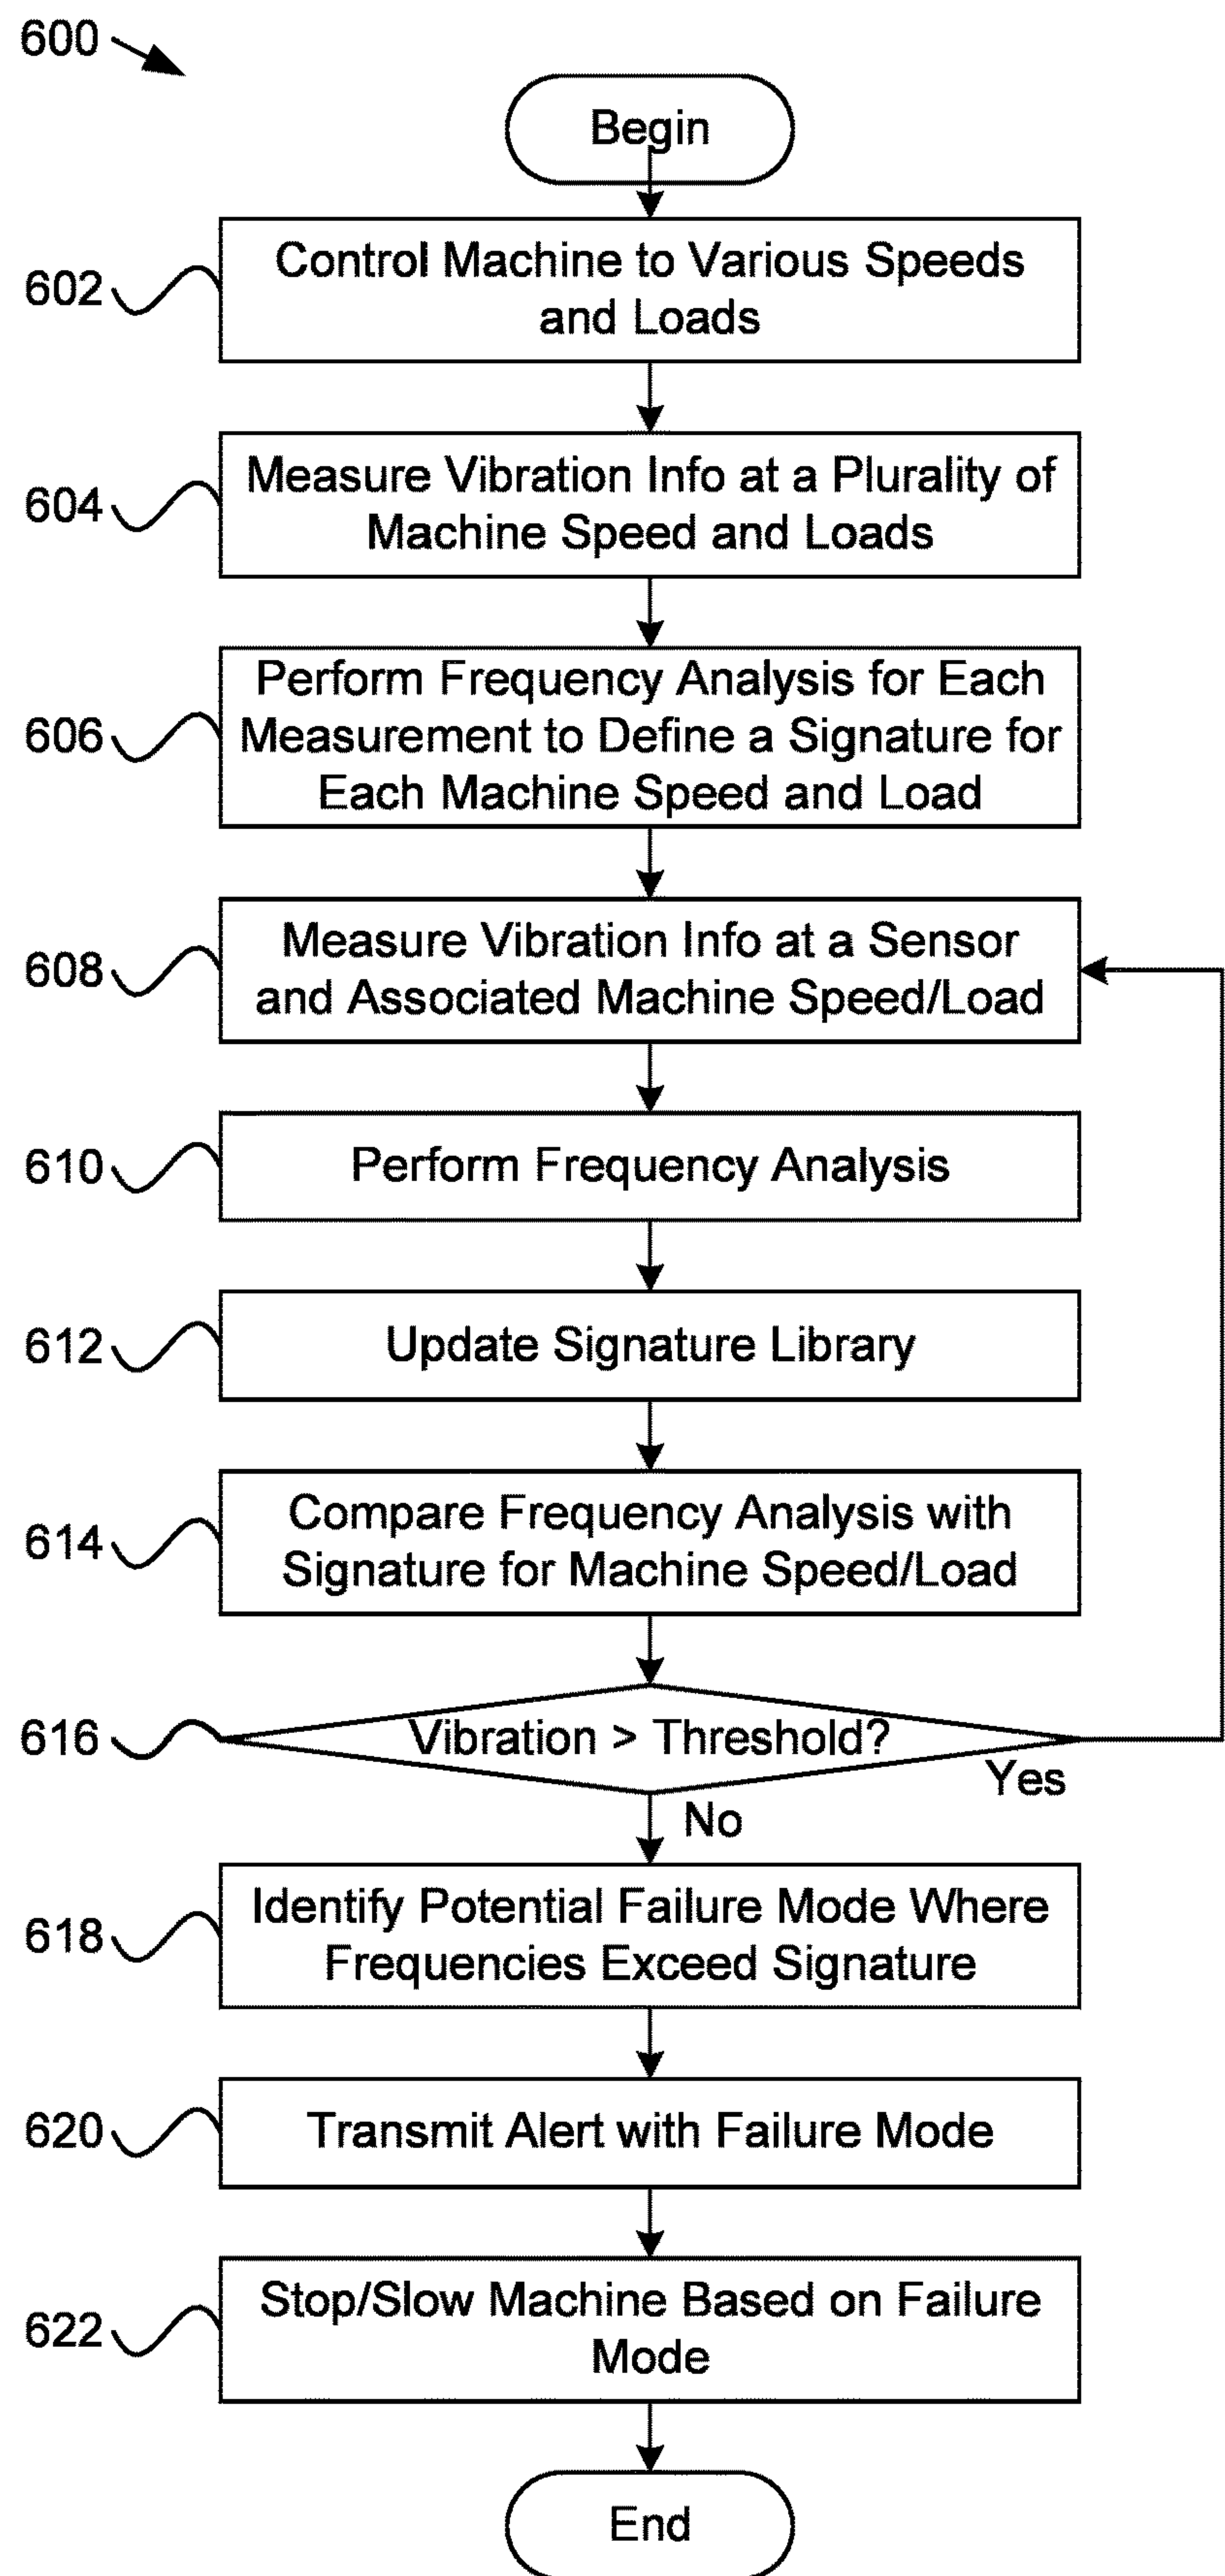 600
Begin
602
Control Machine to Various Speeds
and Loads
604
Measure Vibration Info at a Plurality of
Machine Speed and Loads
606
Perform Frequency Analysis for Each
Measurement to Define a Signature for
Each Machine Speed and Load
608
Measure Vibration Info at a Sensor
and Associated Machine Speed/Load
610
Perform Frequency Analysis
612
Update Signature Library
614
Compare Frequency Analysis with
Signature for Machine Speed/Load
616
Vibration > Threshold?
Yes
No
618
Identify Potential Failure Mode Where
Frequencies Exceed Signature
620
Transmit Alert with Failure Mode
622
Stop/Slow Machine Based on Failure
Mode
End